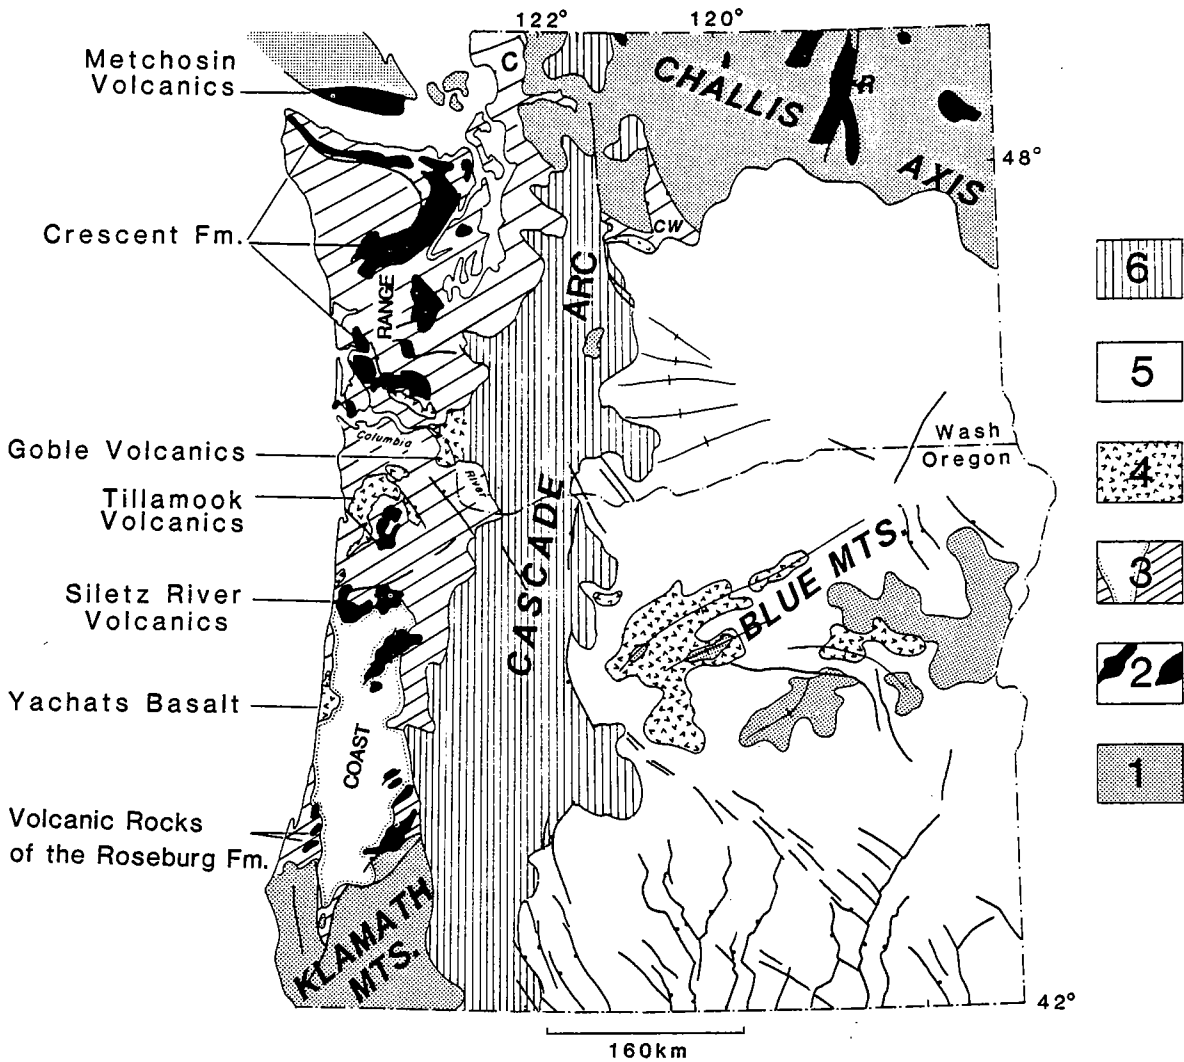 122° 120°
Metchosin
Volcanics
C
CHALLIS
R
AXIS
48°
Crescent Fm.
CW
RANGE
ARC
6
5
Goble Volcanics
Columbia
River
Wash
Oregon
4
Tillamook
Volcanics
CASCADE
BLUE MTS.
3
Siletz River
Volcanics
2
Yachats Basalt
COAST
1
Volcanic Rocks
of the Roseburg Fm.
KLAMATH
MTS.
42°
160km